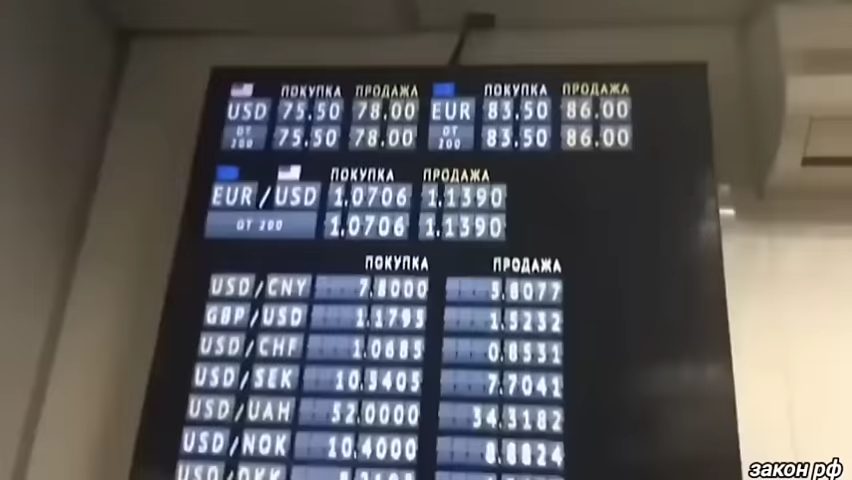 ПОКУПКА ПРОДАЖА ПОКУПКА ПРОДАЖА
USD 75.50 78.00 EUR 83.50 86.00
ОТ 200 75.50 78.00 ОТ 200 83.50 86.00
ПОКУПКА ПРОДАЖА
EUR/USD 1.0706 1.1390
ОТ 200 1.0706 1.1390
ПОКУПКА ПРОДАЖА
USD/CNY 7.8000 5.8077
GBP/USD 1.1795 1.5232
USD/CHF 1.0685 0.8531
USD/SEK 10.5405 7.7041
USD/UAH 52.0000 34.3182
USD/NOK 10.4000 8.8824
закон рф